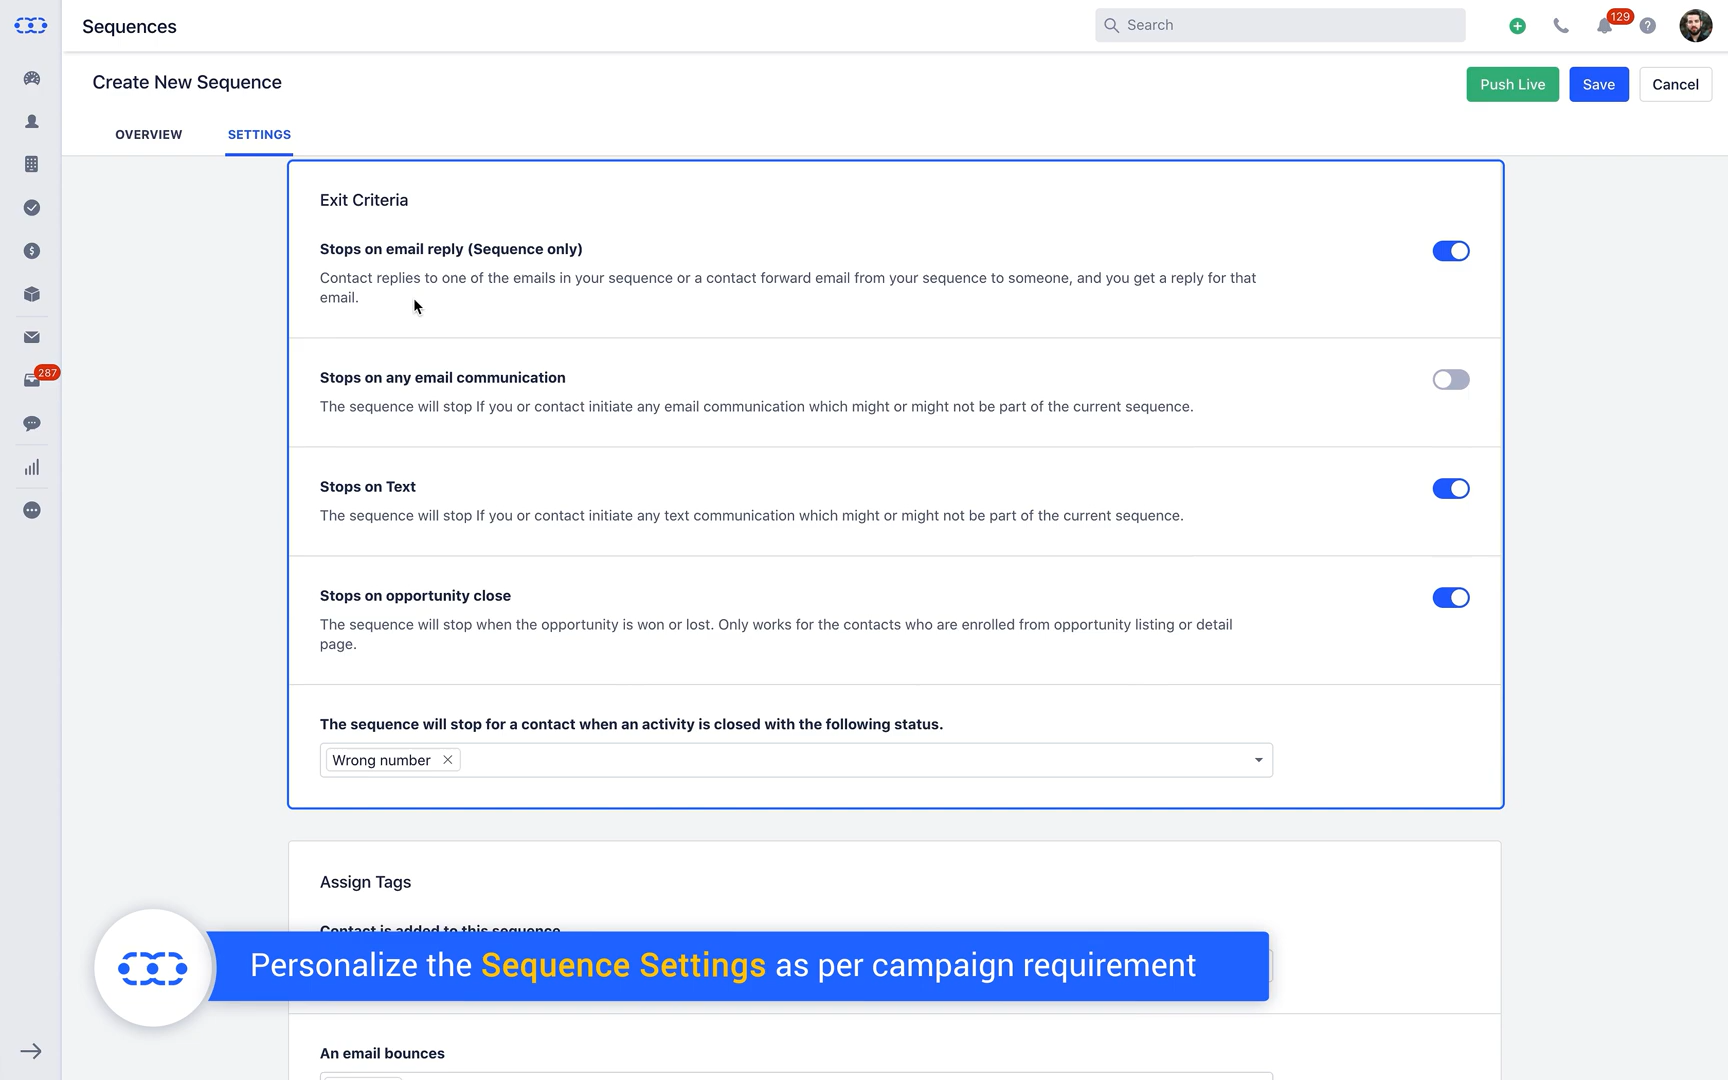 Sequences
Search
129
Create New Sequence
Push Live
Save
Cancel
OVERVIEW
SETTINGS
Exit Criteria
Stops on email reply (Sequence only)
Contact replies to one of the emails in your sequence or a contact forward email from your sequence to someone, and you get a reply for that
email.
Stops on any email communication
The sequence will stop If you or contact initiate any email communication which might or might not be part of the current sequence.
287
Stops on Text
The sequence will stop If you or contact initiate any text communication which might or might not be part of the current sequence.
Stops on opportunity close
The sequence will stop when the opportunity is won or lost. Only works for the contacts who are enrolled from opportunity listing or detail
page.
The sequence will stop for a contact when an activity is closed with the following status.
Wrong number
Assign Tags
Contact is added to this sequence
Personalize the Sequence Settings as per campaign requirement
An email bounces